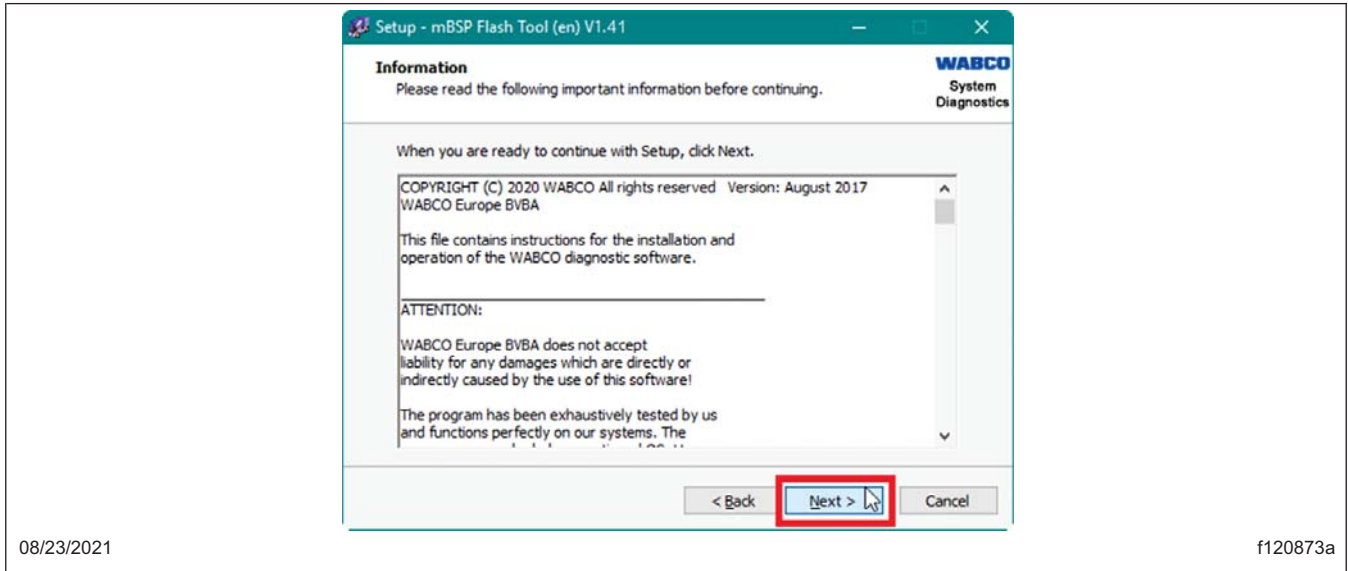 Setup - mBSP Flash Tool (en) V1.41
Information
Please read the following important information before continuing.
WABCO
System
Diagnostics
When you are ready to continue with Setup, click Next.
COPYRIGHT (C) 2020 WABCO All rights reserved   Version: August 2017
WABCO Europe BVBA
This file contains instructions for the installation and
operation of the WABCO diagnostic software.
ATTENTION:
WABCO Europe BVBA does not accept
liability for any damages which are directly or
indirectly caused by the use of this software!
The program has been exhaustively tested by us
and functions perfectly on our systems. The
< Back
Next >
Cancel
08/23/2021
f120873a